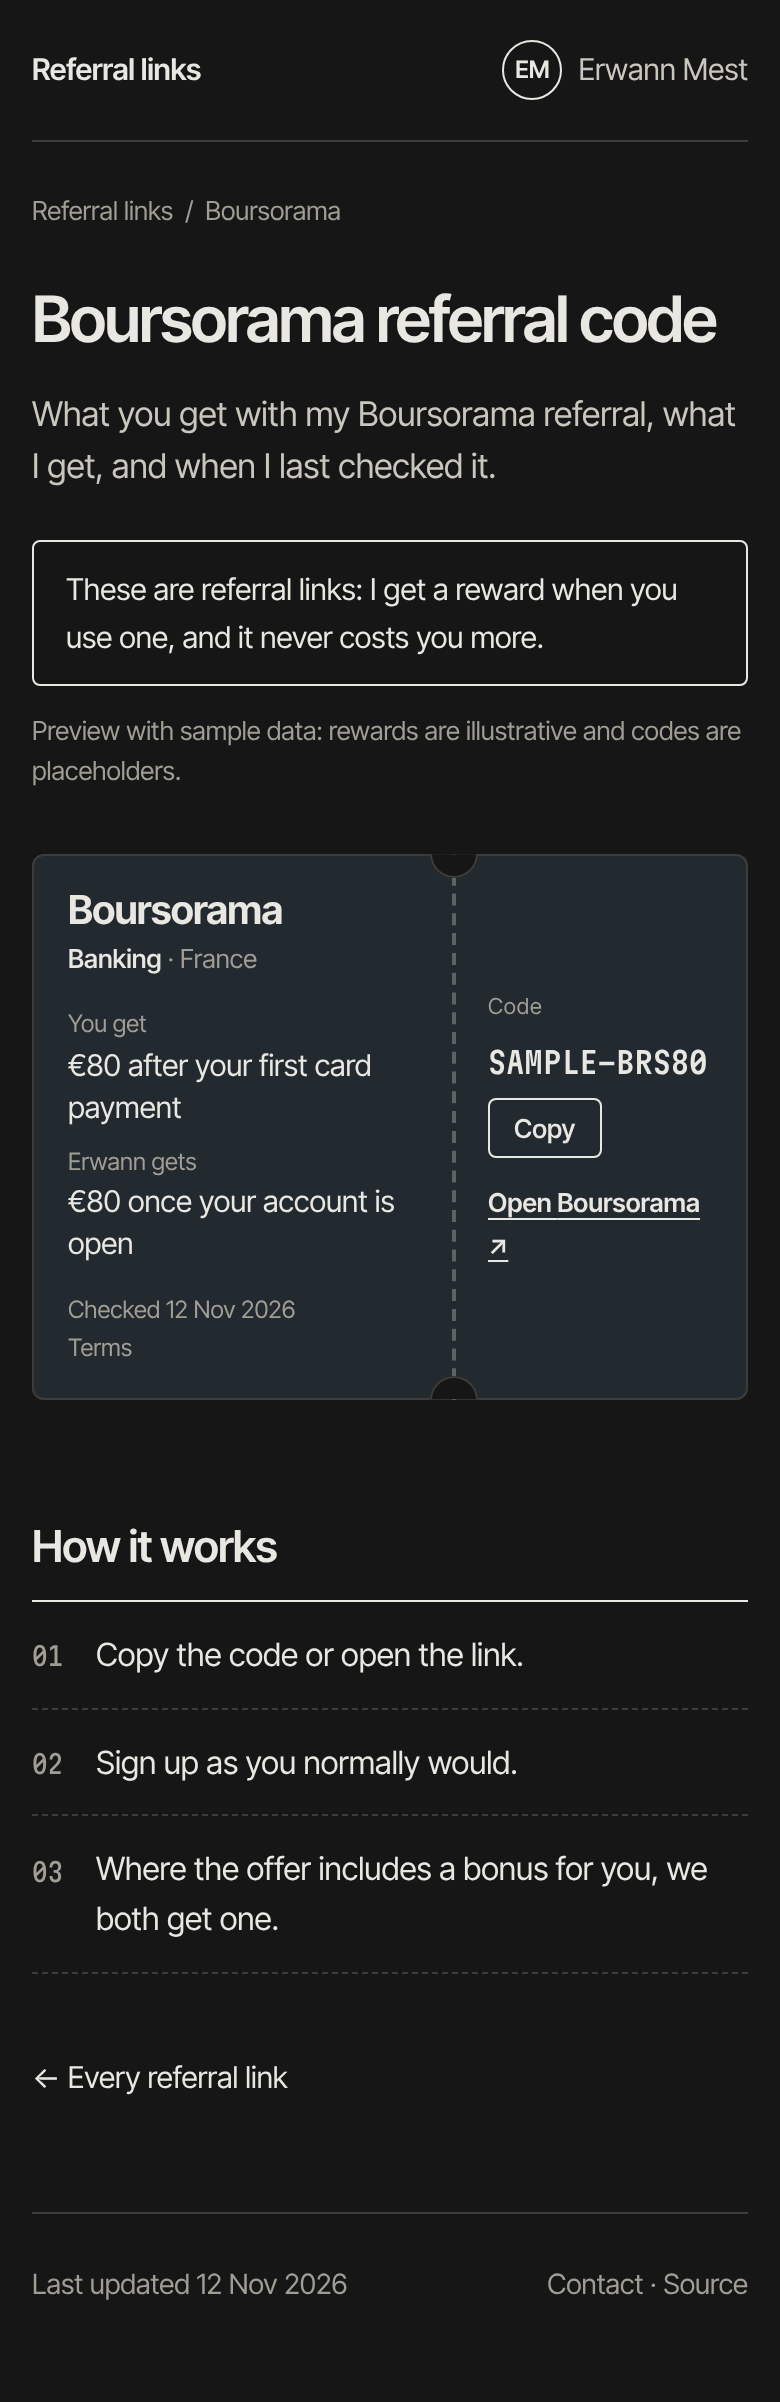 Referral links
EM Erwann Mest
Referral links / Boursorama
Boursorama referral code
What you get with my Boursorama referral, what
I get, and when I last checked it.
These are referral links: I get a reward when you
use one, and it never costs you more.
Preview with sample data: rewards are illustrative and codes are
placeholders.
Boursorama
Banking · France
You get
€80 after your first card
payment
Erwann gets
€80 once your account is
open
Checked 12 Nov 2026
Terms
Code
SAMPLE-BRS80
Copy
Open Boursorama
↗
How it works
01 Copy the code or open the link.
02 Sign up as you normally would.
03 Where the offer includes a bonus for you, we
both get one.
← Every referral link
Last updated 12 Nov 2026
Contact · Source